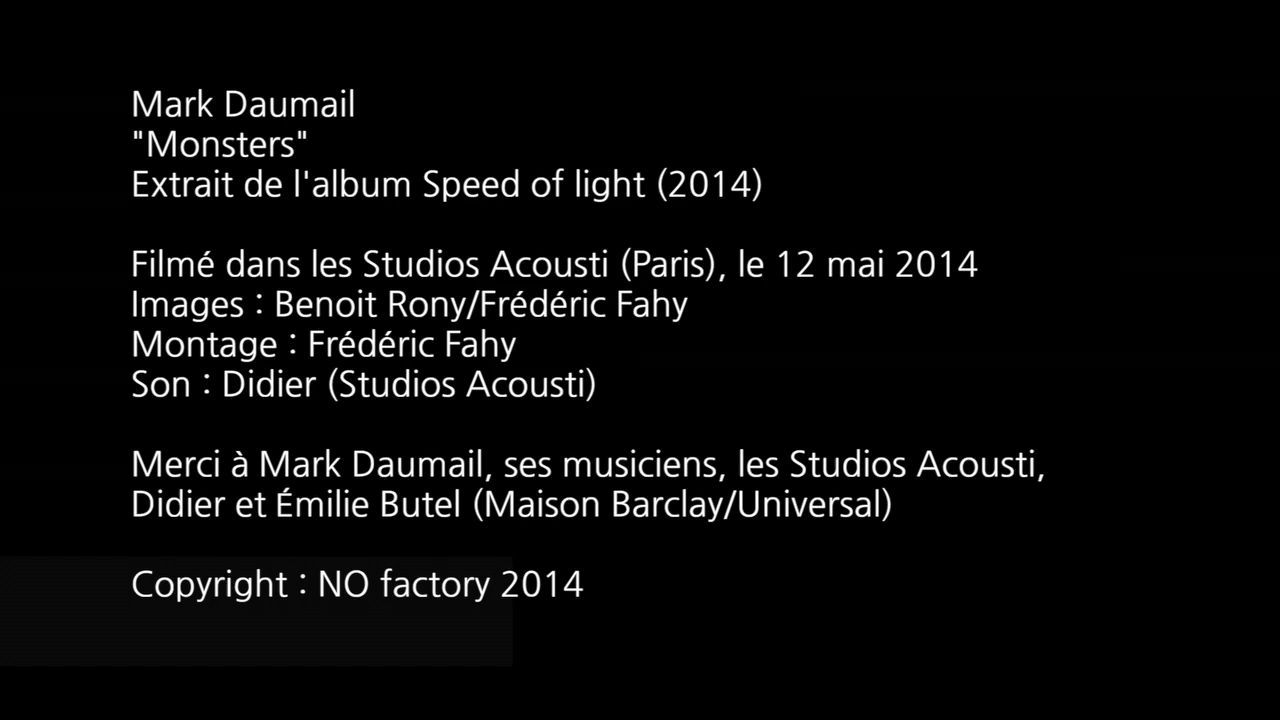 Mark Daumail
"Monsters"
Extrait de l'album Speed of light (2014)
Filmé dans les Studios Acousti (Paris), le 12 mai 2014
Images : Benoit Rony/Frédéric Fahy
Montage : Frédéric Fahy
Son : Didier (Studios Acousti)
Merci à Mark Daumail, ses musiciens, les Studios Acousti,
Didier et Émilie Butel (Maison Barclay/Universal)
Copyright : NO factory 2014